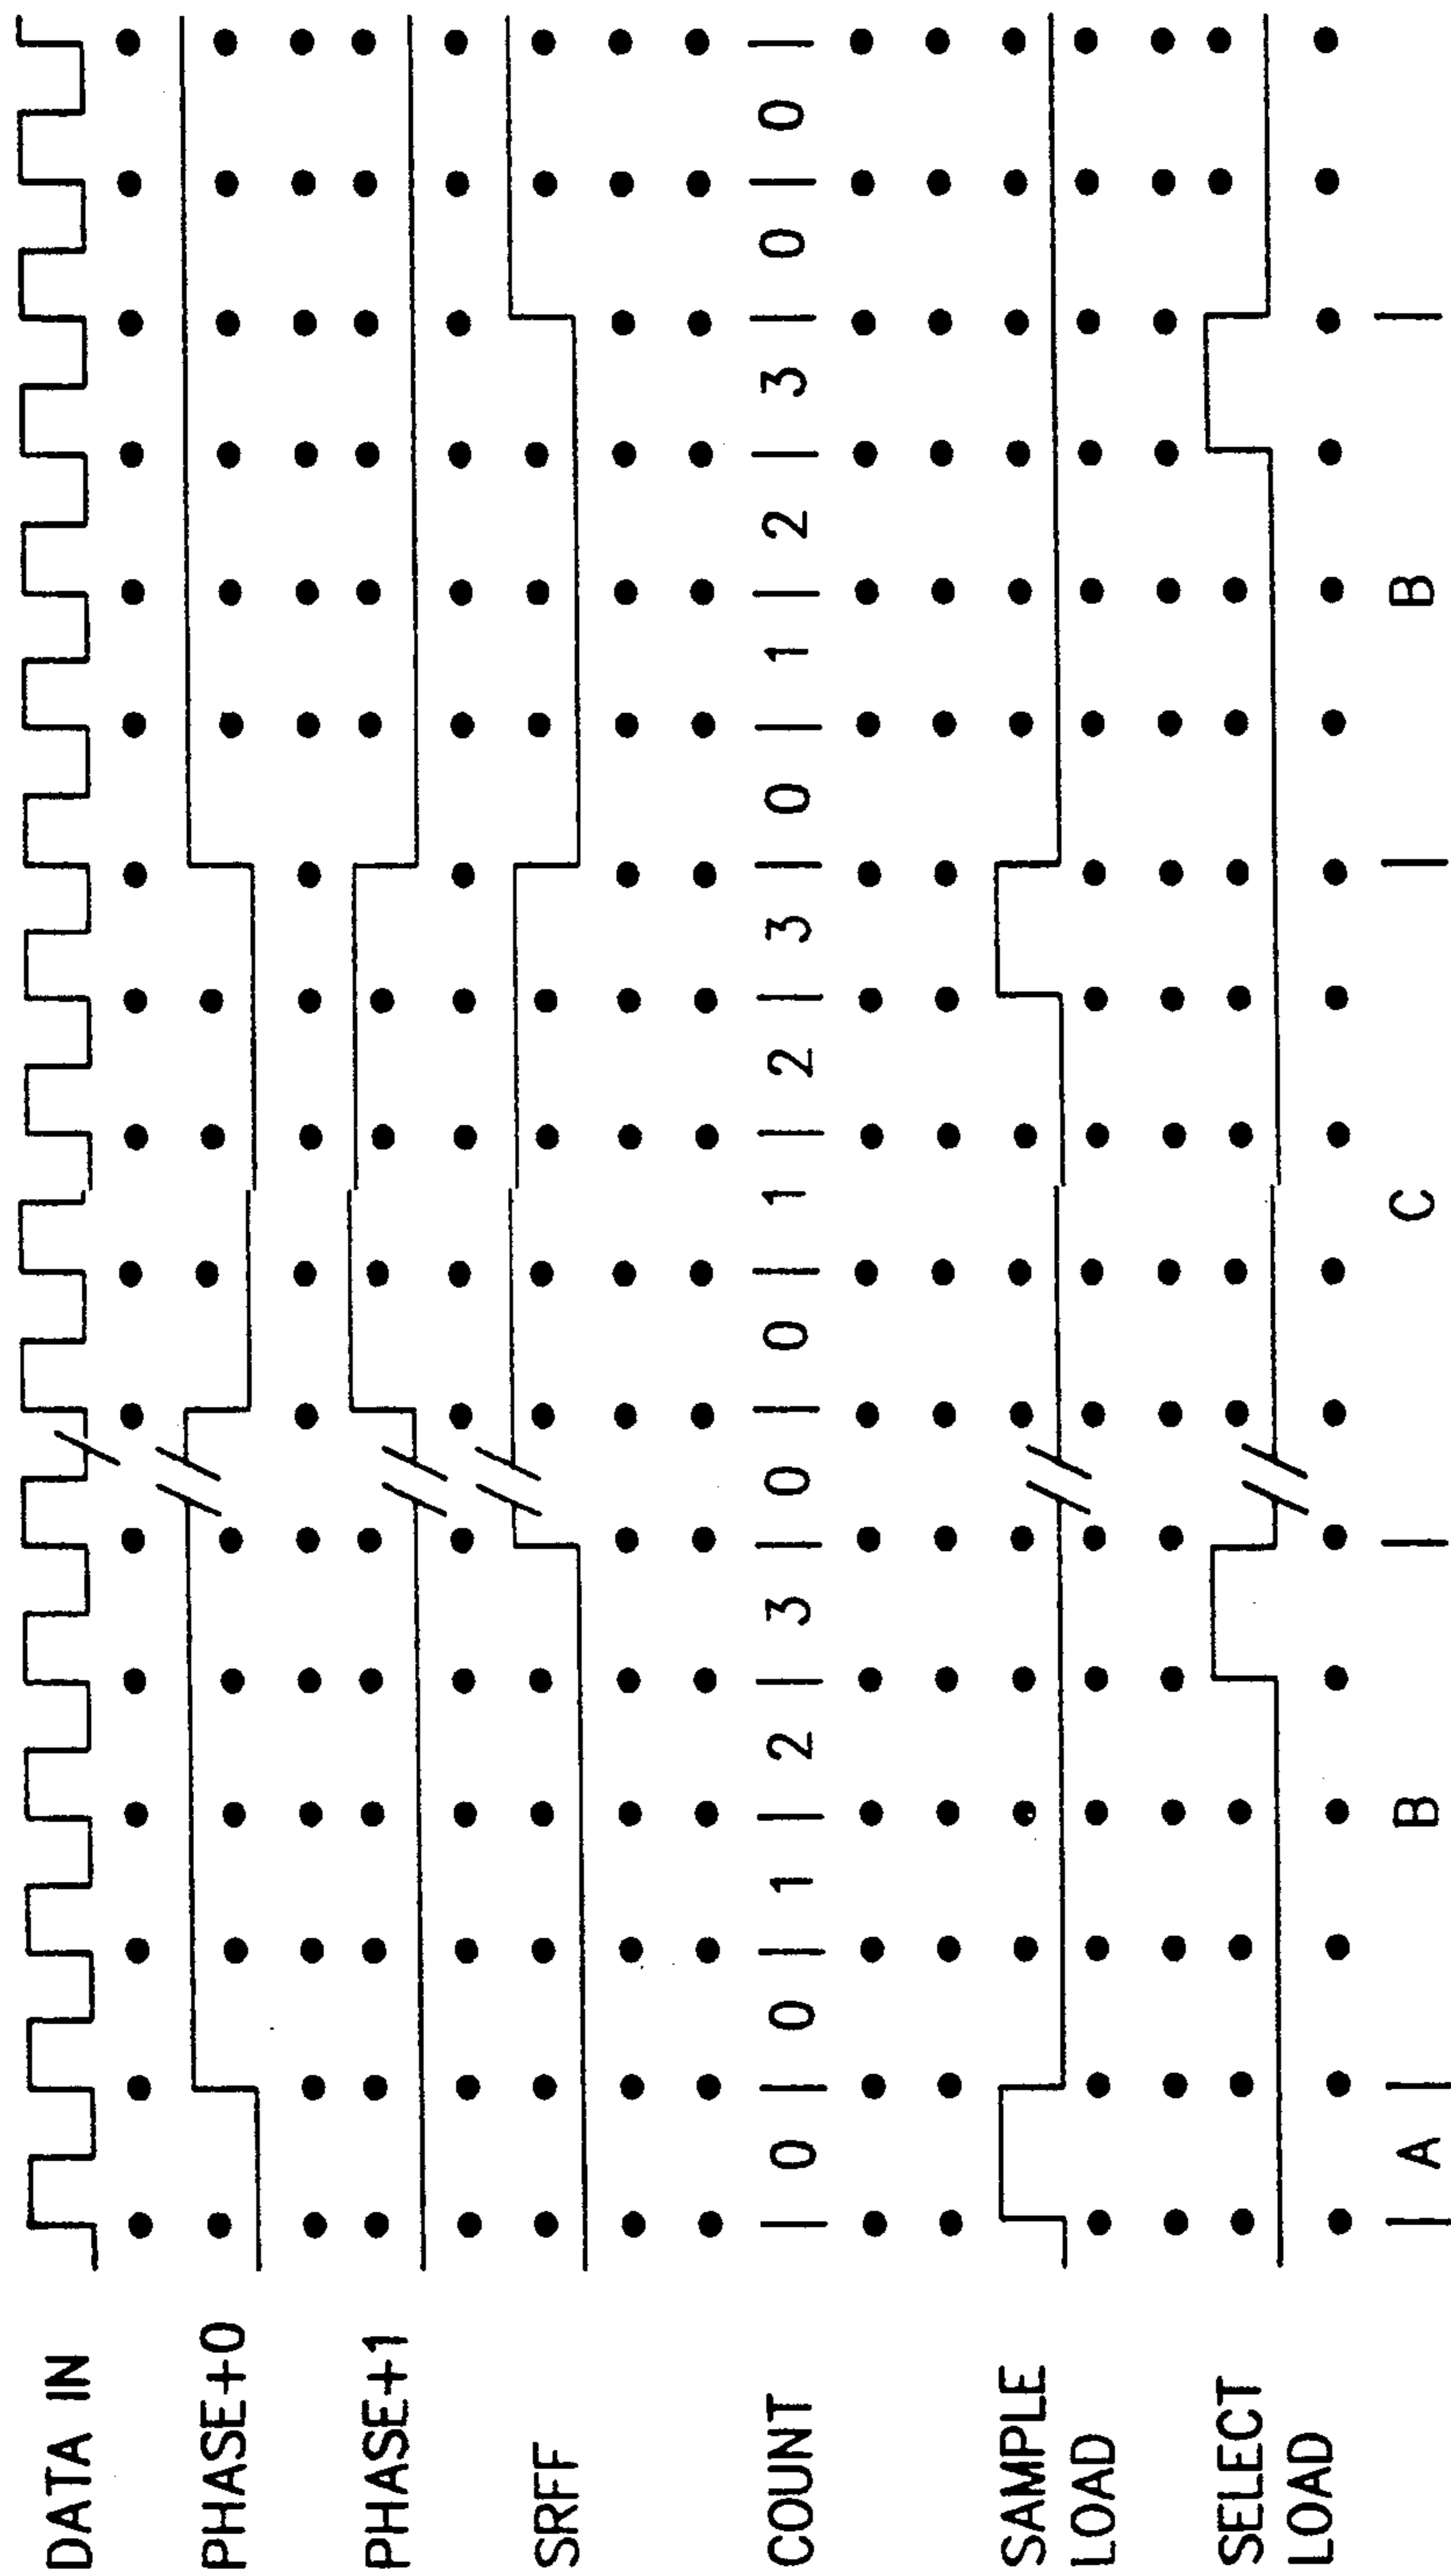 DATA IN
PHASE+0
PHASE+1
SRFF
COUNT | 0 | 0 | 1 | 2 | 3 | 0 | 0 | 1 | 2 | 3 | 0 | 1 | 2 | 3 | 0 | 0 |
SAMPLE
LOAD
SELECT
LOAD
| A | B | C | B |